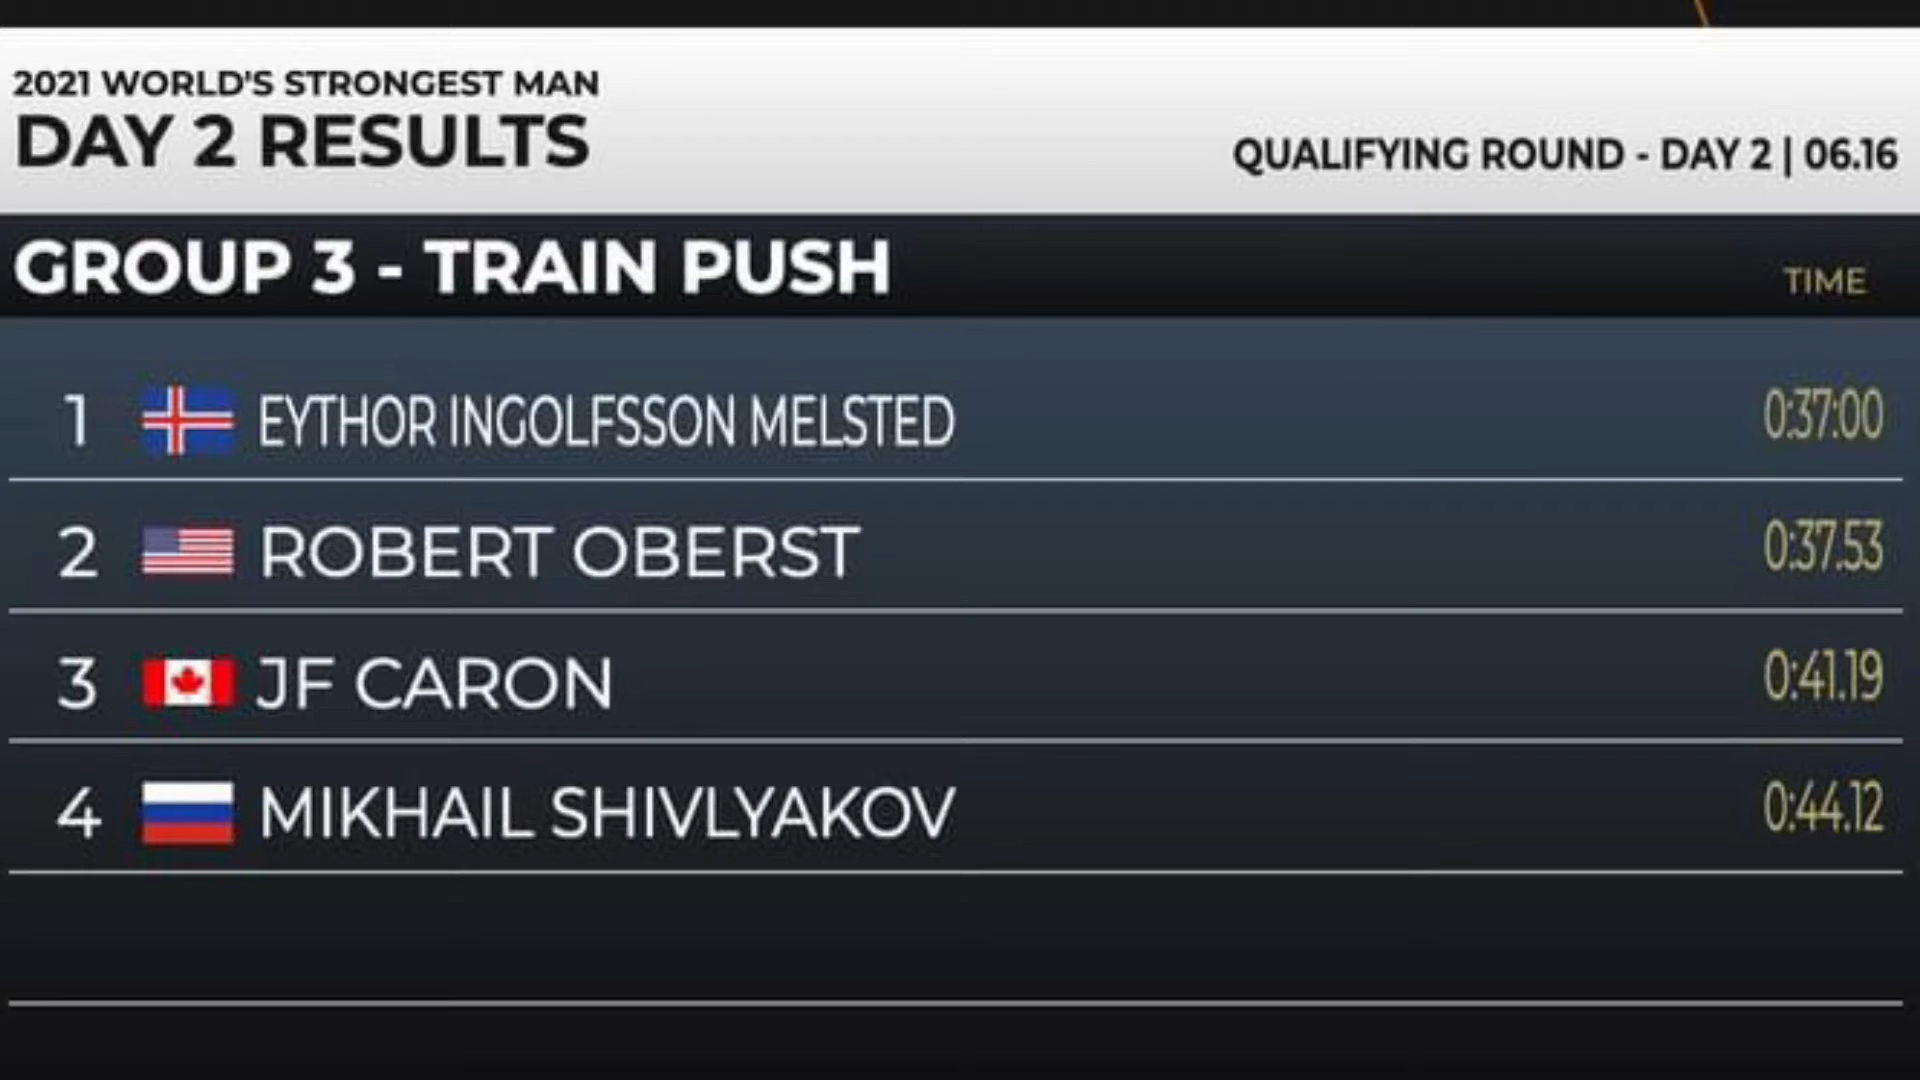 2021 WORLD'S STRONGEST MAN
DAY 2 RESULTS
QUALIFYING ROUND - DAY 2 | 06.16
GROUP 3 - TRAIN PUSH
TIME
1 EYTHOR INGOLFSSON MELSTED 0:37:00
2 ROBERT OBERST 0:37.53
3 JF CARON 0:41.19
4 MIKHAIL SHIVLYAKOV 0:44.12